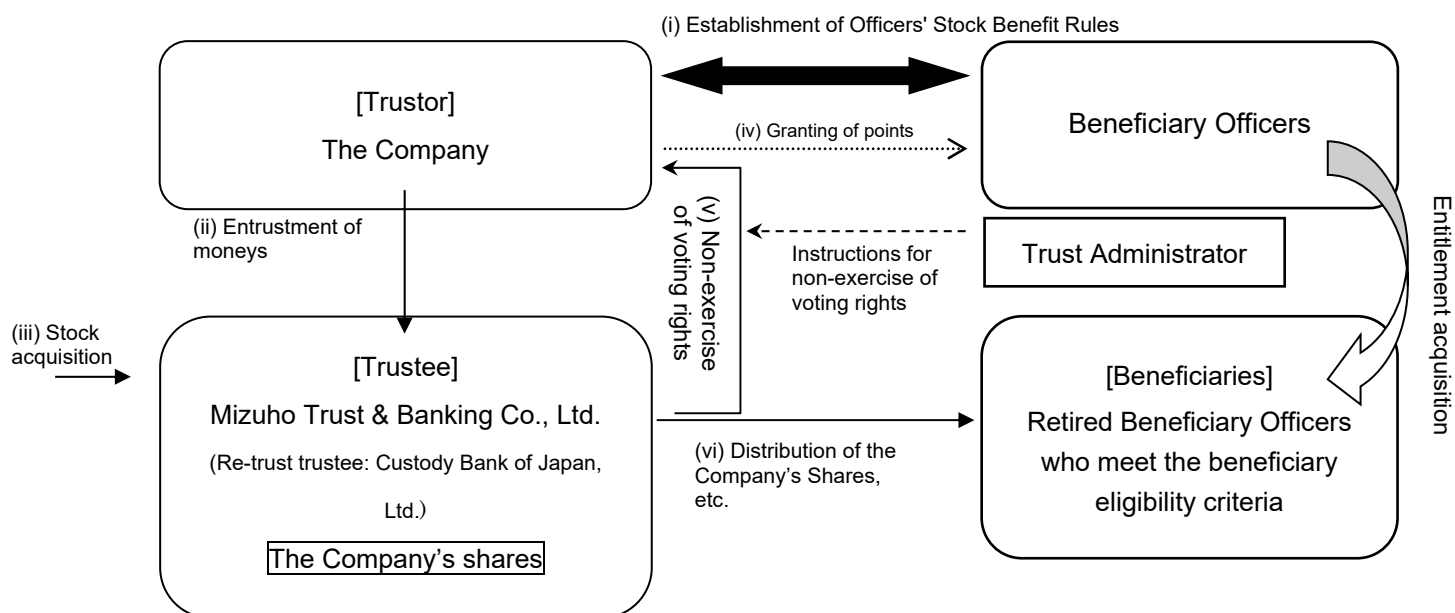 (i) Establishment of Officers' Stock Benefit Rules
[Trustor]
The Company
(iv) Granting of points
Beneficiary Officers
(ii) Entrustment of
moneys
(v) Non-exercise
of voting rights
Instructions for
non-exercise of
voting rights
Trust Administrator
Entitlement acquisition
(iii) Stock
acquisition
[Trustee]
Mizuho Trust & Banking Co., Ltd.
(Re-trust trustee: Custody Bank of Japan,
Ltd.)
The Company’s shares
(vi) Distribution of the
Company’s Shares,
etc.
[Beneficiaries]
Retired Beneficiary Officers
who meet the beneficiary
eligibility criteria